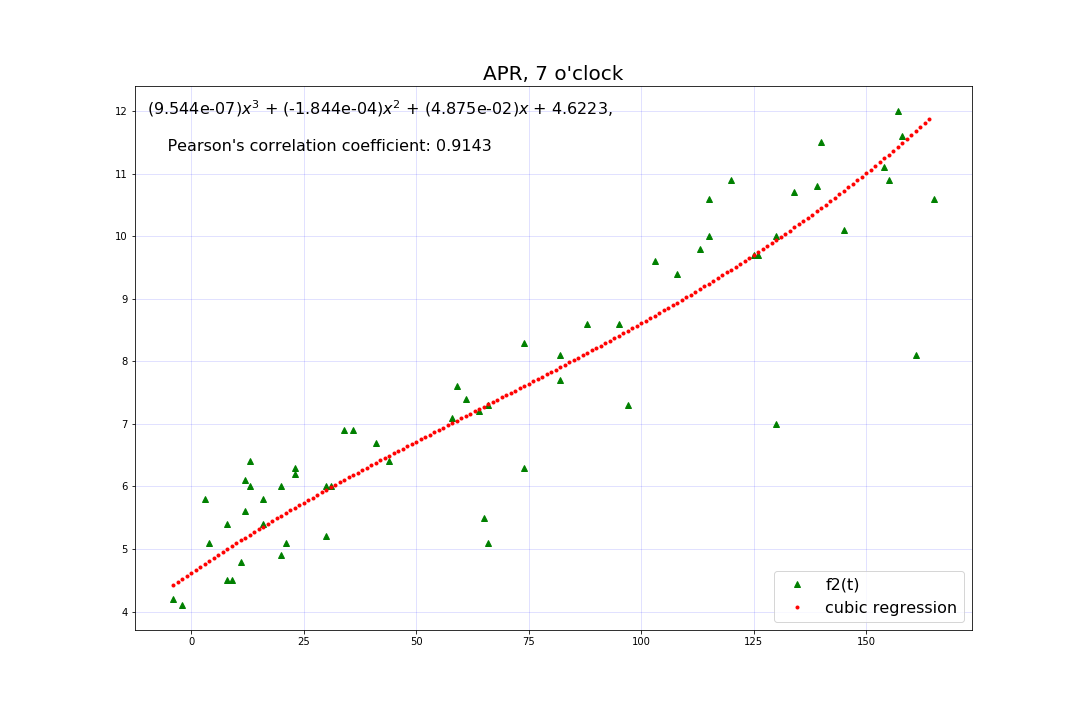 APR, 7 o'clock
(9.544e-07)x³ + (-1.844e-04)x² + (4.875e-02)x + 4.6223,
Pearson's correlation coefficient: 0.9143
12
11
10
9
8
7
6
5
4
f2(t)
cubic regression
0 25 50 75 100 125 150